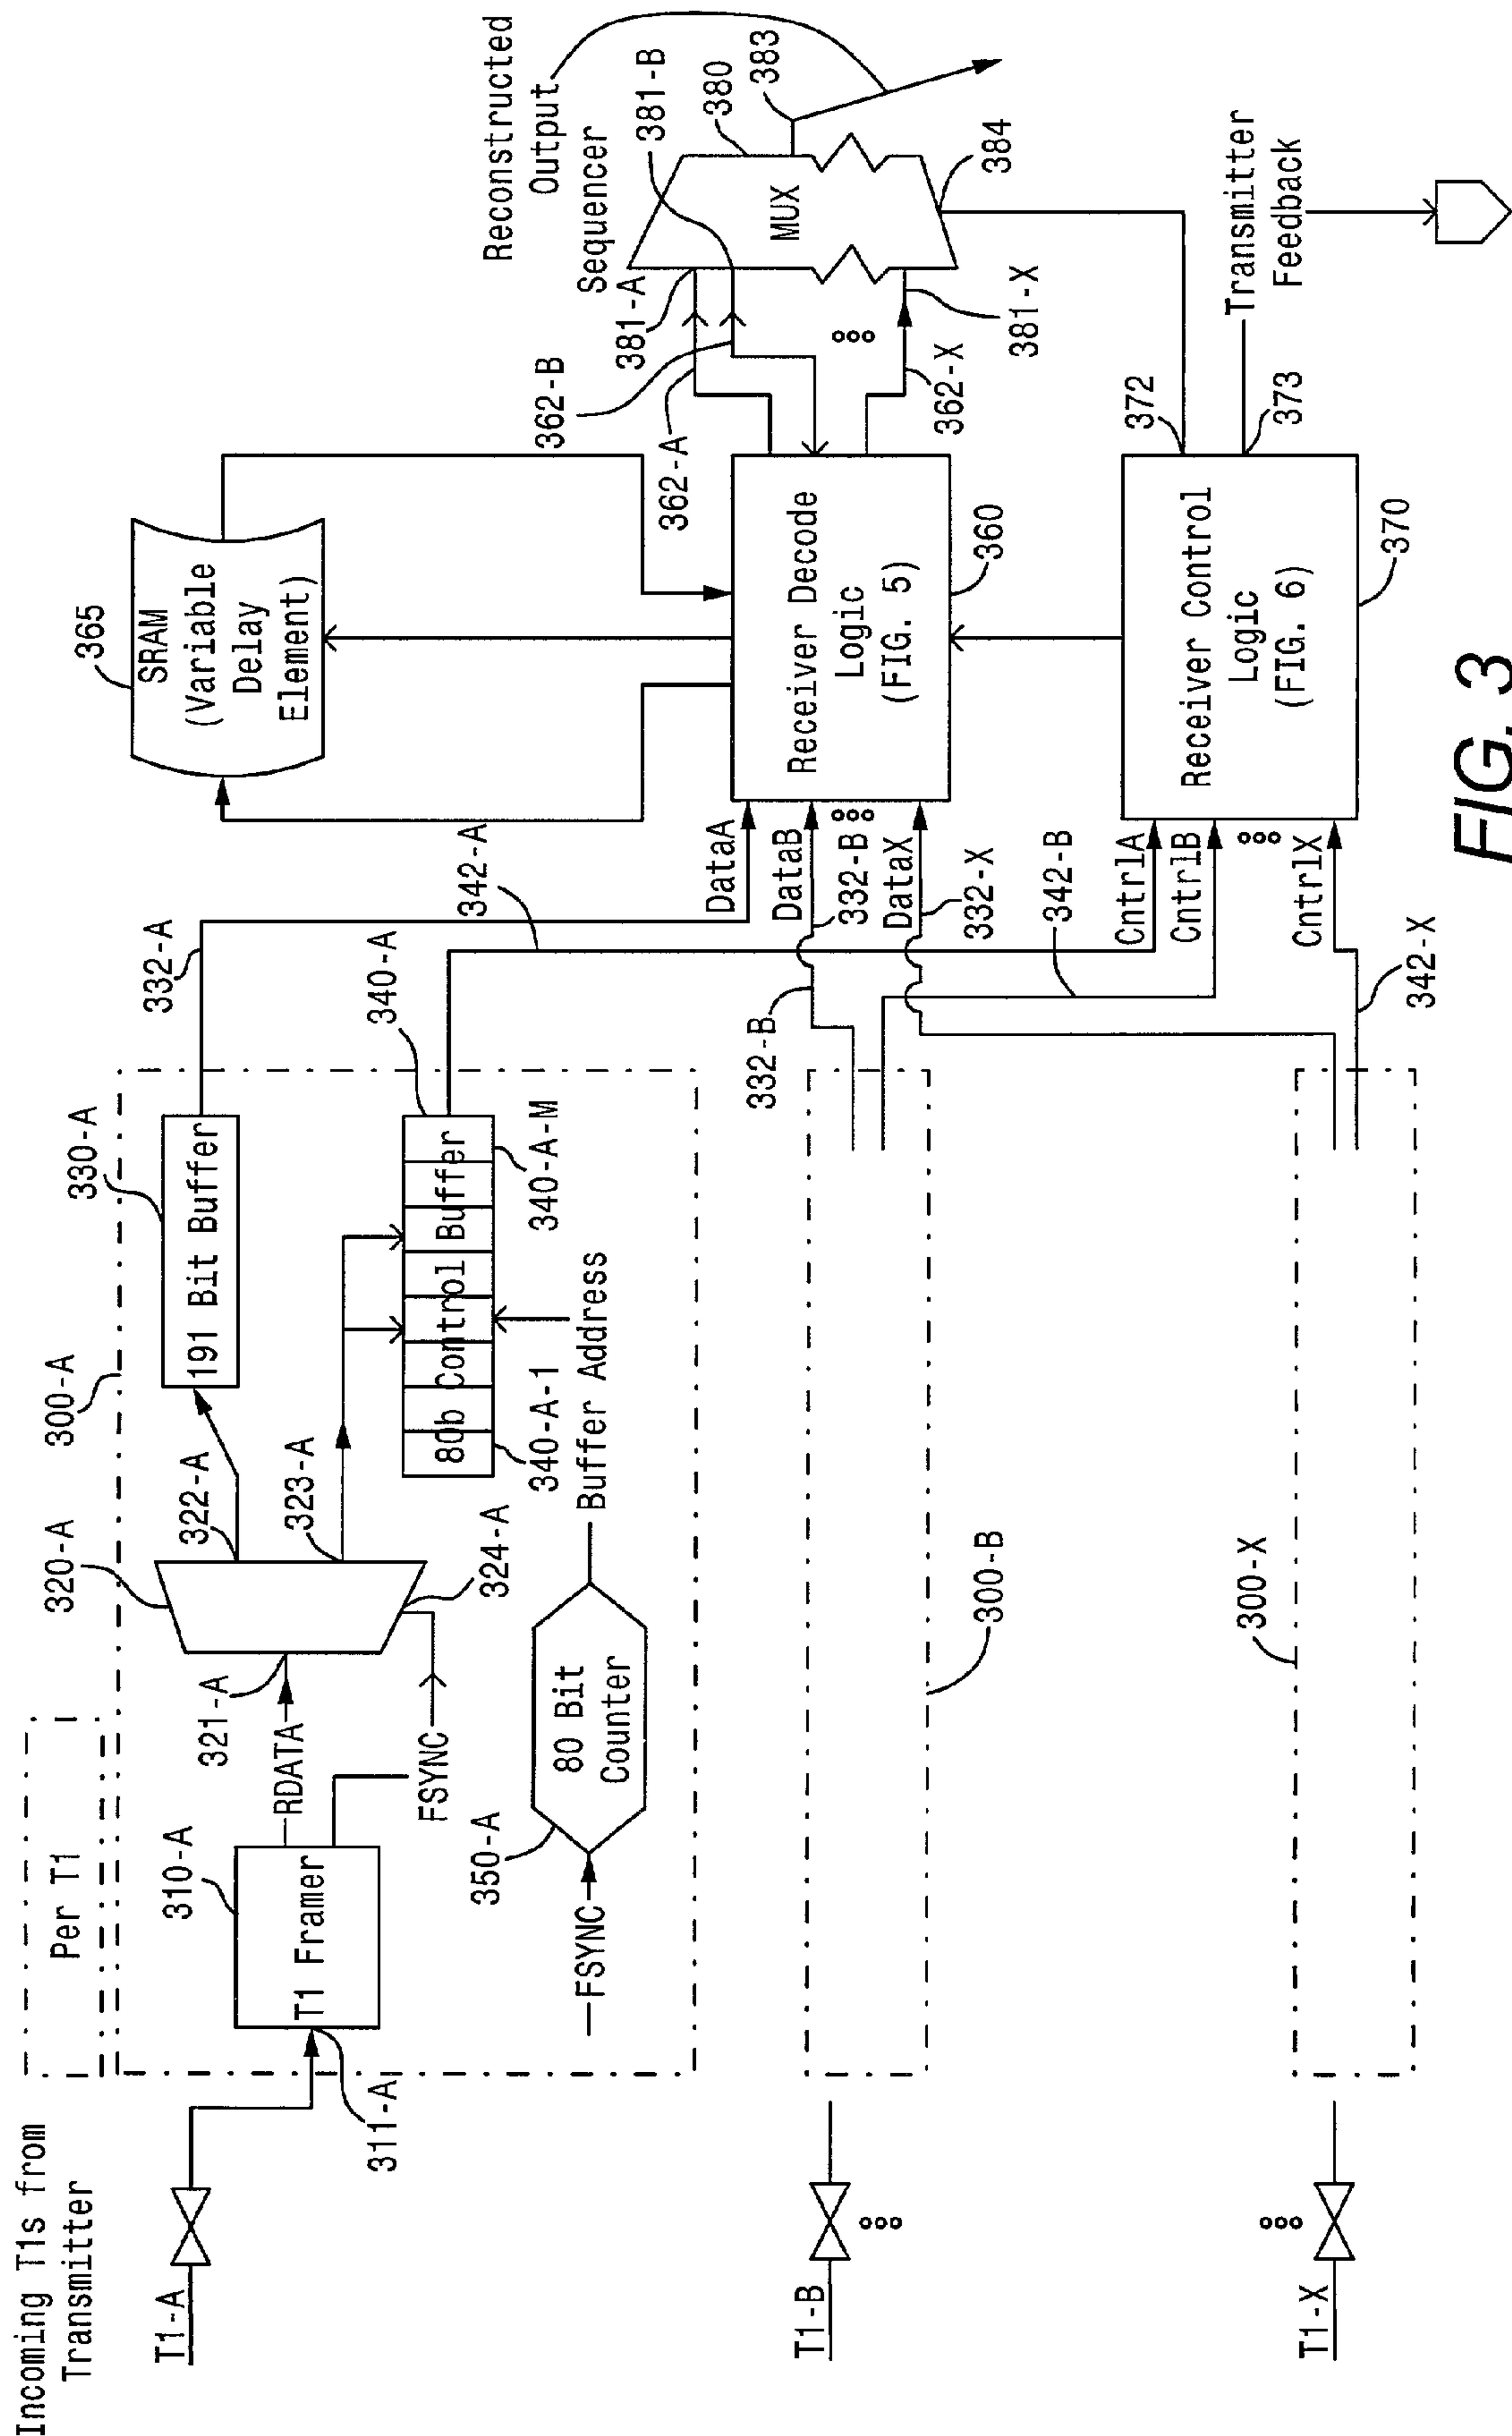 Incoming T1s from
Transmitter
T1-A
311-A
Per T1
300-A
310-A
T1 Framer
RDATA
321-A
FSYNC
320-A
322-A
323-A
324-A
330-A
191 Bit Buffer
340-A
80b Control Buffer
340-A-1
340-A-M
FSYNC
350-A
80 Bit
Counter
Buffer Address
332-A
342-A
T1-B
300-B
332-B
332-B
342-B
T1-X
300-X
332-X
342-X
DataA
DataB
DataX
CntrlA
CntrlB
CntrlX
365
SRAM
(Variable
Delay
Element)
Receiver Decode
Logic
(FIG. 5)
360
Receiver Control
Logic
(FIG. 6)
370
362-A
362-B
362-X
381-A
381-B
381-X
372
373
MUX
380
383
384
Reconstructed
Output
Sequencer
Transmitter
Feedback
FIG. 3